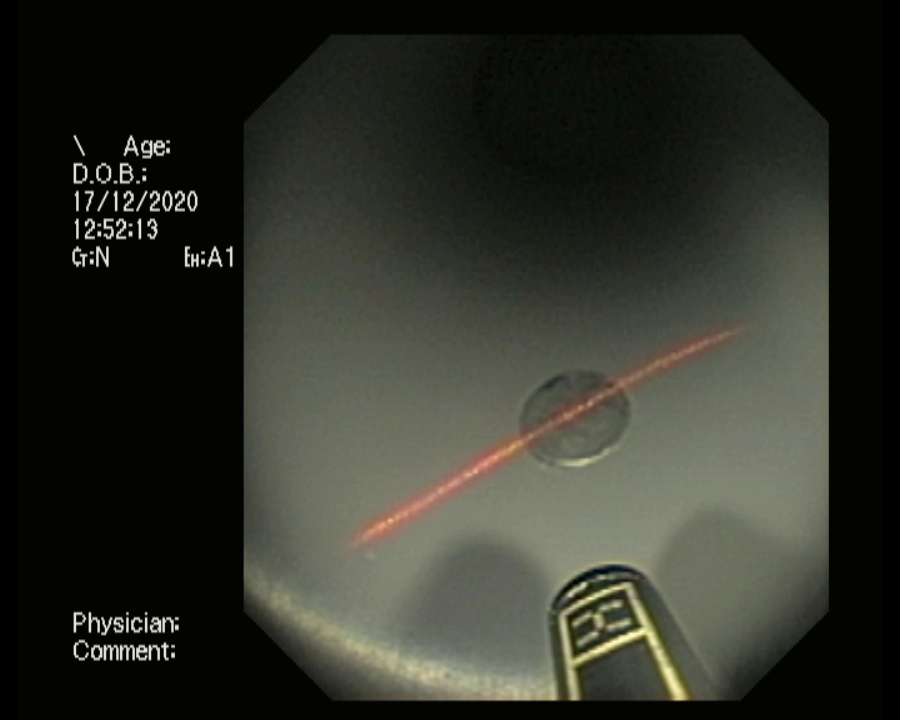 \ Age:
D.O.B.:
17/12/2020
12:52:13
Cr:N EH:A1
Physician:
Comment: